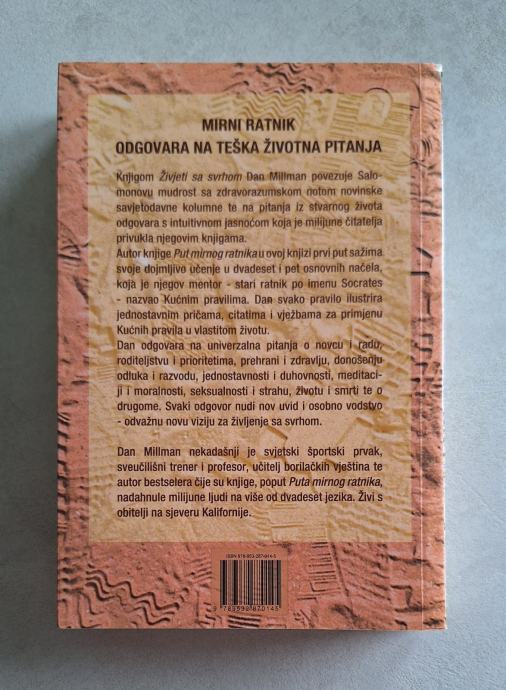 MIRNI RATNIK
ODGOVARA NA TEŠKA ŽIVOTNA PITANJA
Knjigom Živjeti sa svrhom Dan Millman povezuje Salo-
monovu mudrost sa zdravorazumskom notom novinske
savjetodavne kolumne te na pitanja iz stvarnog života
odgovara s intuitivnom jasnoćom koja je milijune čitatelja
privukla njegovim knjigama.
Autor knjige Put mirnog ratnika u ovoj knjizi prvi put sažima
svoje dojmljivo učenje u dvadeset i pet osnovnih načela,
koja je njegov mentor - stari ratnik po imenu Socrates
- nazvao Kućnim pravilima. Dan svako pravilo ilustrira
jednostavnim pričama, citatima i vježbama za primjenu
Kućnih pravila u vlastitom životu.
Dan odgovara na univerzalna pitanja o novcu i radu,
roditeljstvu i prioritetima, prehrani i zdravlju, donošenju
odluka i razvodu, jednostavnosti i duhovnosti, meditaci-
ji i moralnosti, seksualnosti i strahu, životu i smrti te o
drugome. Svaki odgovor nudi nov uvid i osobno vodstvo
- odvažnu novu viziju za življenje sa svrhom.
Dan Millman nekadašnji je svjetski športski prvak,
sveučilišni trener i profesor, učitelj borilačkih vještina te
autor bestselera čije su knjige, poput Puta mirnog ratnika,
nadahnule milijune ljudi na više od dvadeset jezika. Živi s
obitelji na sjeveru Kalifornije.